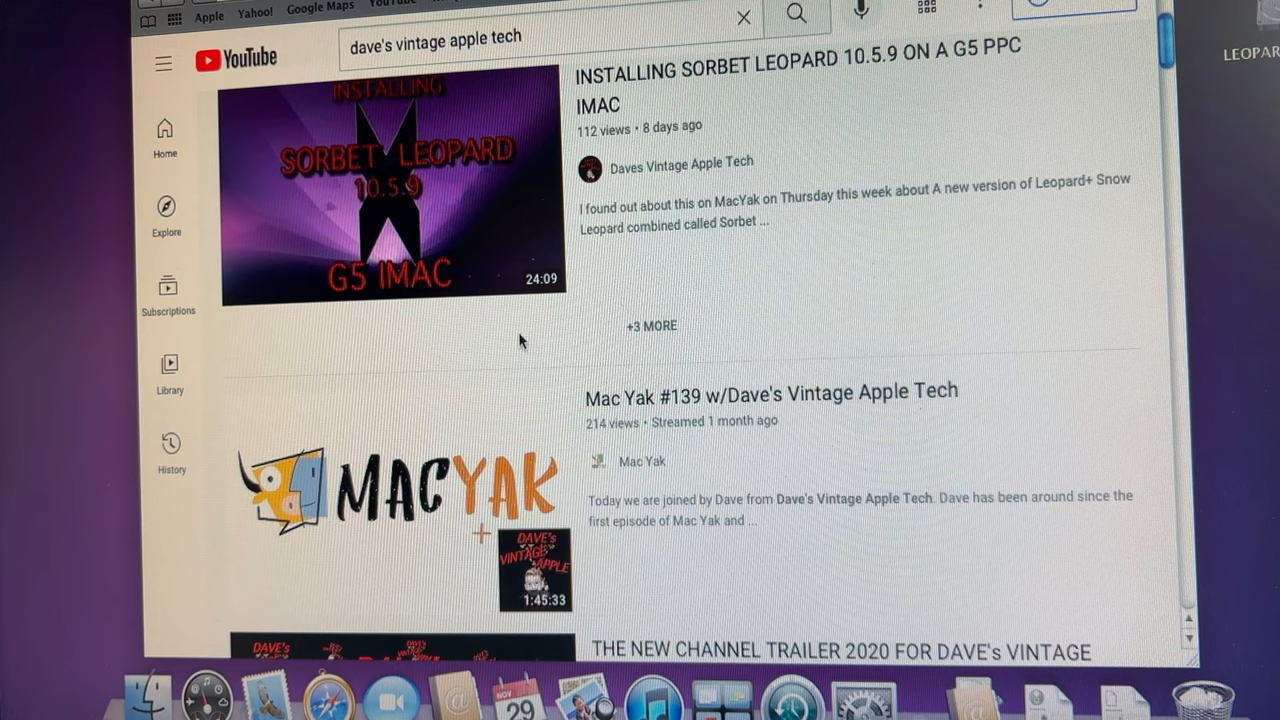 Apple Yahoo! Google Maps YouTube
YouTube
dave's vintage apple tech
LEOPAR
INSTALLING SORBET LEOPARD 10.5.9 ON A G5 PPC
IMAC
112 views • 8 days ago
Daves Vintage Apple Tech
I found out about this on MacYak on Thursday this week about A new version of Leopard+ Snow
Leopard combined called Sorbet ...
+3 MORE
INSTALLING
SORBET LEOPARD
10.5.9
G5 IMAC
24:09
Home
Explore
Subscriptions
Library
History
Mac Yak #139 w/Dave's Vintage Apple Tech
214 views • Streamed 1 month ago
Mac Yak
Today we are joined by Dave from Dave's Vintage Apple Tech. Dave has been around since the
first episode of Mac Yak and ...
MACYAK
+
DAVE'S
VINTAGE
APPLE
1:45:33
THE NEW CHANNEL TRAILER 2020 FOR DAVE's VINTAGE
DAVE's
NOV
29